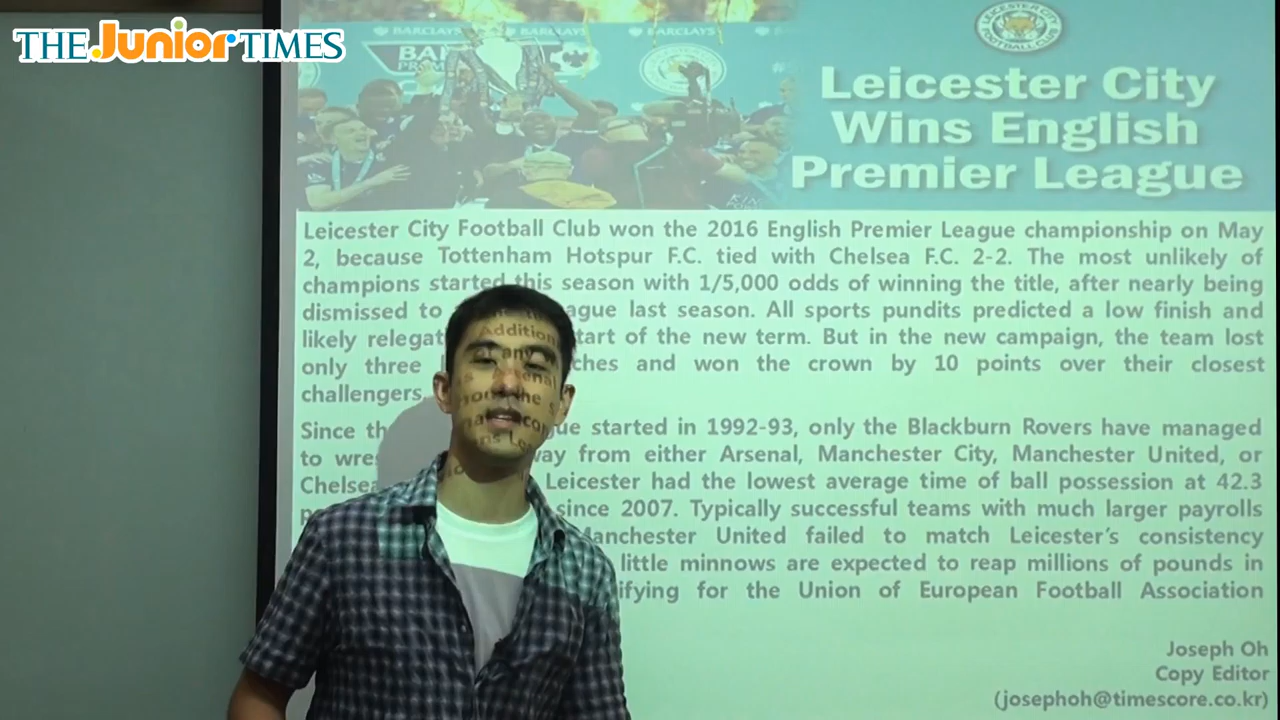 THE Junior TIMES
BARCLAYS BARCLAYS BARCLAYS
LEICESTER CITY
FOOTBALL CLUB
Leicester City
Wins English
Premier League
Leicester City Football Club won the 2016 English Premier League championship on May
2, because Tottenham Hotspur F.C. tied with Chelsea F.C. 2-2. The most unlikely of
champions started this season with 1/5,000 odds of winning the title, after nearly being
dismissed to ague last season. All sports pundits predicted a low finish and
likely relegat tart of the new term. But in the new campaign, the team lost
only three ches and won the crown by 10 points over their closest
challengers.
Since th ue started in 1992-93, only the Blackburn Rovers have managed
to wre way from either Arsenal, Manchester City, Manchester United, or
Chelsea Leicester had the lowest average time of ball possession at 42.3
since 2007. Typically successful teams with much larger payrolls
Manchester United failed to match Leicester's consistency
little minnows are expected to reap millions of pounds in
ifying for the Union of European Football Association
Joseph Oh
Copy Editor
(josephoh@timescore.co.kr)